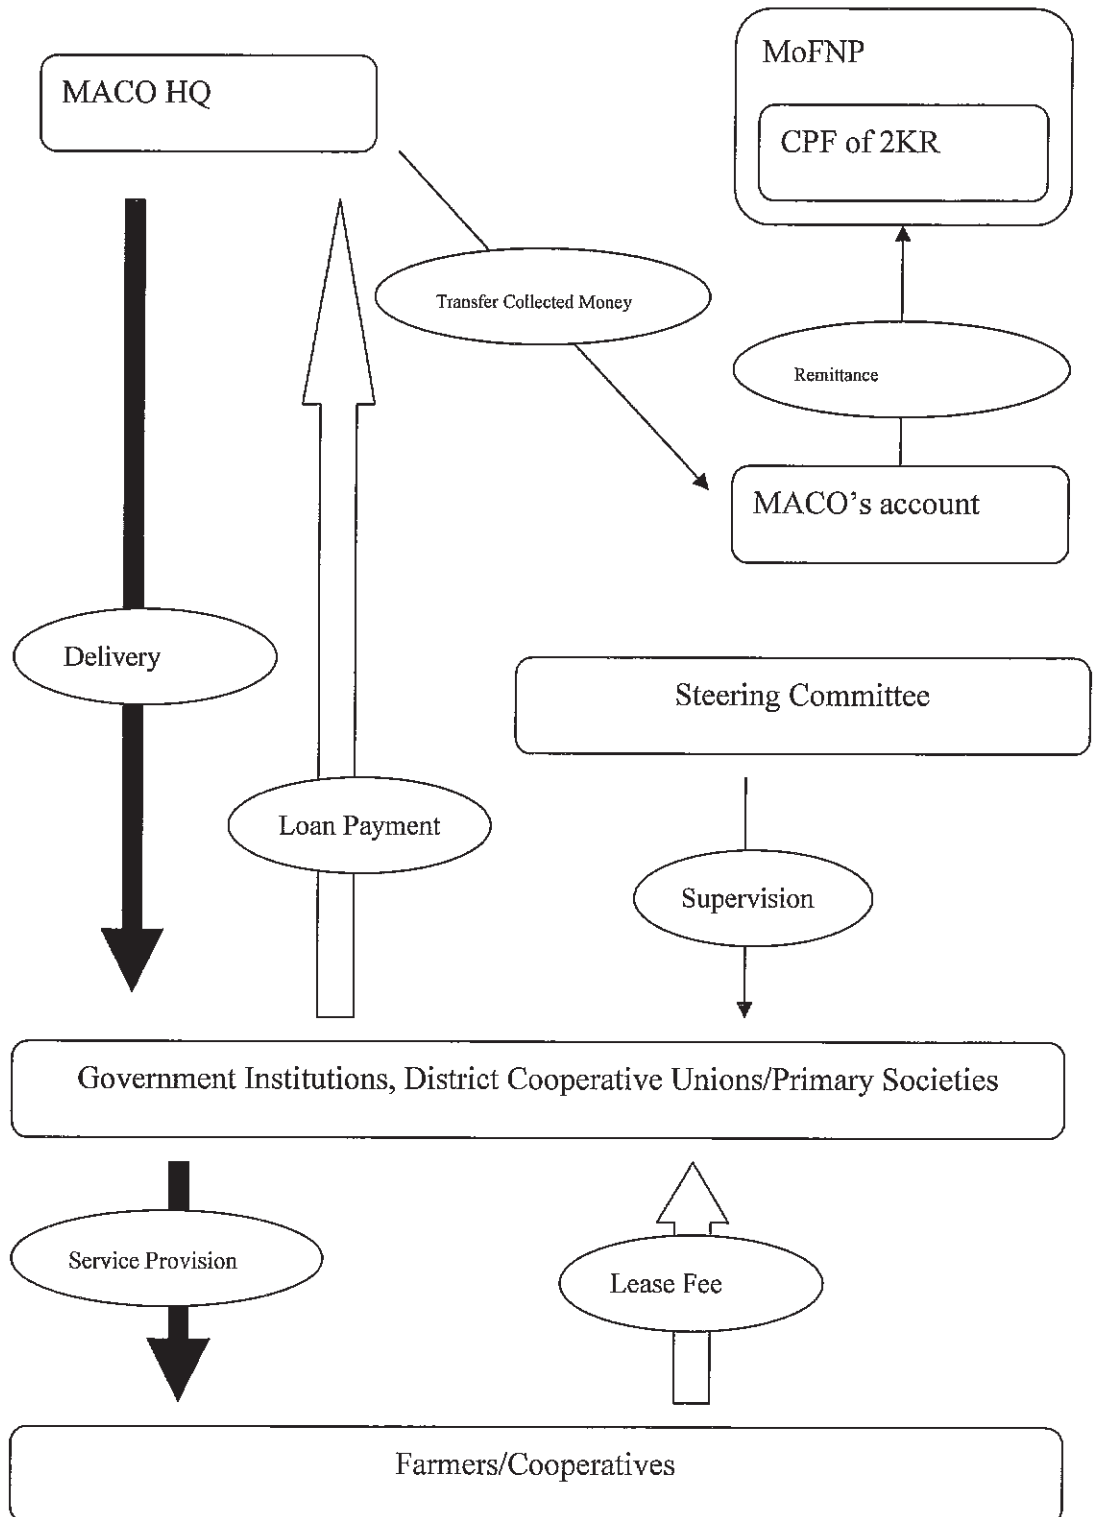 MACO HQ
MoFNP
CPF of 2KR
Transfer Collected Money
Remittance
MACO's account
Delivery
Steering Committee
Loan Payment
Supervision
Government Institutions, District Cooperative Unions/Primary Societies
Service Provision
Lease Fee
Farmers/Cooperatives